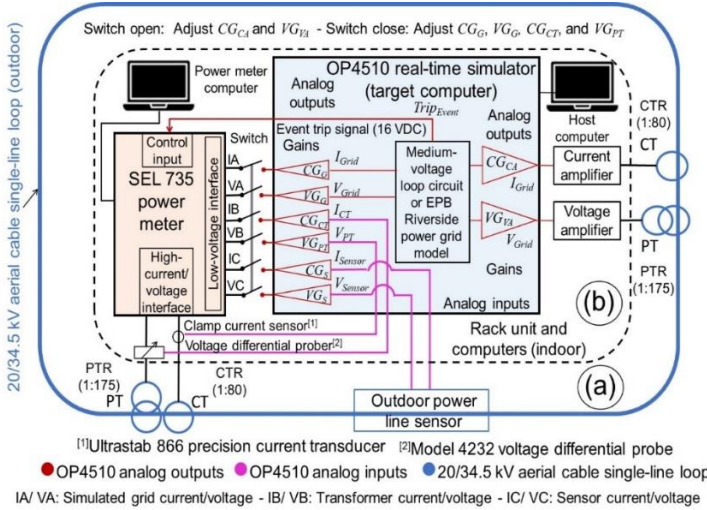 Switch open: Adjust CG_CA and VG_VA - Switch close: Adjust CG_G, VG_G, CG_CT, and VG_PT
20/34.5 kV aerial cable single-line loop (outdoor)
Power meter
computer
OP4510 real-time simulator
(target computer)
Analog
outputs
Trip_Event
Analog
outputs
Host
computer
CTR
(1:80)
CT
Event trip signal (16 VDC)
Switch
Gains
Control
input
SEL 735
power
meter
Low-voltage interface
High-
current/
voltage
interface
IA
VA
IB
VB
IC
VC
CG_G
VG_G
CG_CT
VG_PT
CG_S
VG_S
I_Grid
V_Grid
I_CT
V_PT
I_Sensor
V_Sensor
Medium-
voltage
loop circuit
or EPB
Riverside
power grid
model
CG_CA
I_Grid
VG_VA
V_Grid
Gains
Current
amplifier
Voltage
amplifier
PT
PTR
(1:175)
Analog inputs
(b)
Rack unit and
computers (indoor)
(a)
Clamp current sensor[1]
Voltage differential prober[2]
PTR
(1:175)
PT
CTR
(1:80)
CT
Outdoor power
line sensor
[1]Ultrastab 866 precision current transducer [2]Model 4232 voltage differential probe
OP4510 analog outputs OP4510 analog inputs 20/34.5 kV aerial cable single-line loop
IA/ VA: Simulated grid current/voltage - IB/ VB: Transformer current/voltage - IC/ VC: Sensor current/voltage